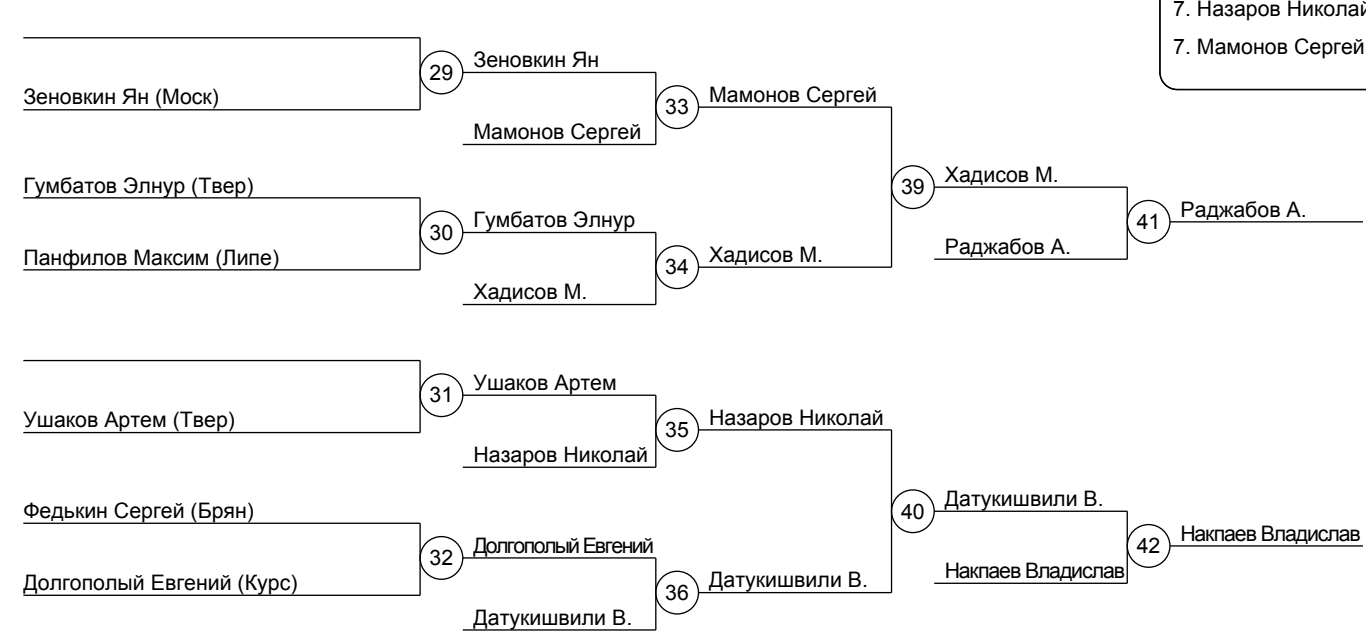 7. Назаров Николай
7. Мамонов Сергей
Зеновкин Ян (Моск)
29
Зеновкин Ян
Мамонов Сергей
33
Мамонов Сергей
Гумбатов Элнур (Твер)
Панфилов Максим (Липе)
30
Гумбатов Элнур
Хадисов М.
34
Хадисов М.
39
Хадисов М.
Раджабов А.
41
Раджабов А.
Ушаков Артем (Твер)
31
Ушаков Артем
Назаров Николай
35
Назаров Николай
Федькин Сергей (Брян)
Долгополый Евгений (Курс)
32
Долгополый Евгений
Датукишвили В.
36
Датукишвили В.
40
Датукишвили В.
Накпаев Владислав
42
Накпаев Владислав